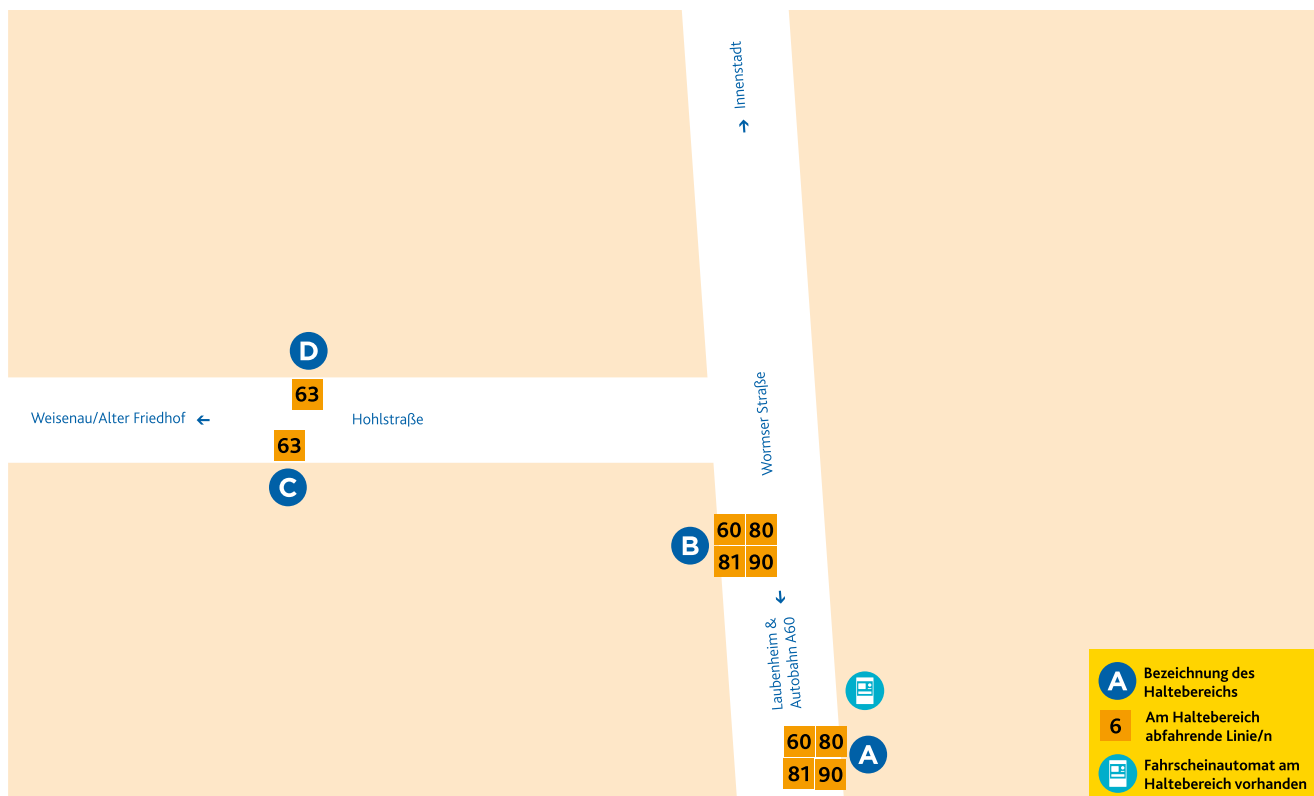 Innenstadt
→
D
63
Weisenau/Alter Friedhof ←
Hohlstraße
63
C
Wormser Straße
B
60 80
81 90
←
Laubenheim &
Autobahn A60
60 80
81 90
A
A
Bezeichnung des
Haltebereichs
6
Am Haltebereich
abfahrende Linie/n
Fahrscheinautomat am
Haltebereich vorhanden